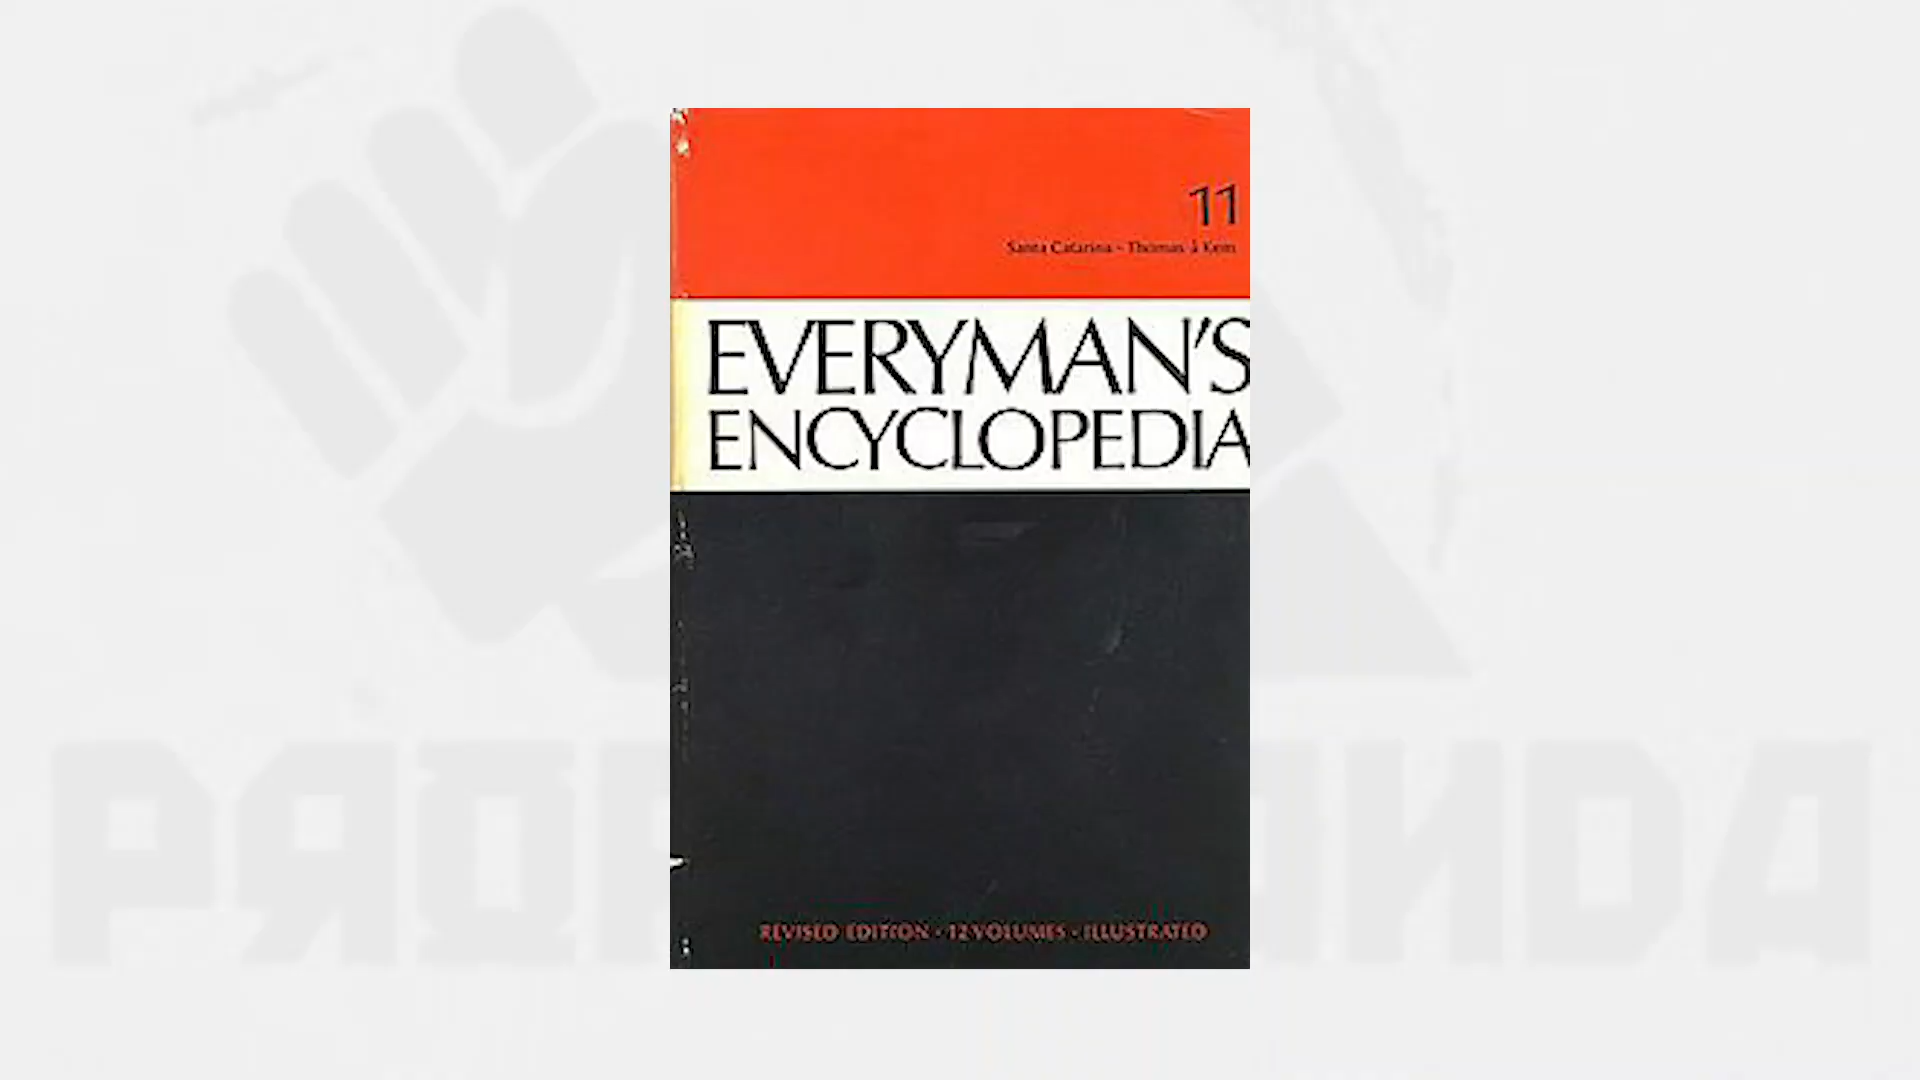 11
Santa Catarina - Thomas à Kem
EVERYMAN'S
ENCYCLOPEDIA
REVISED EDITION · 12 VOLUMES · ILLUSTRATED